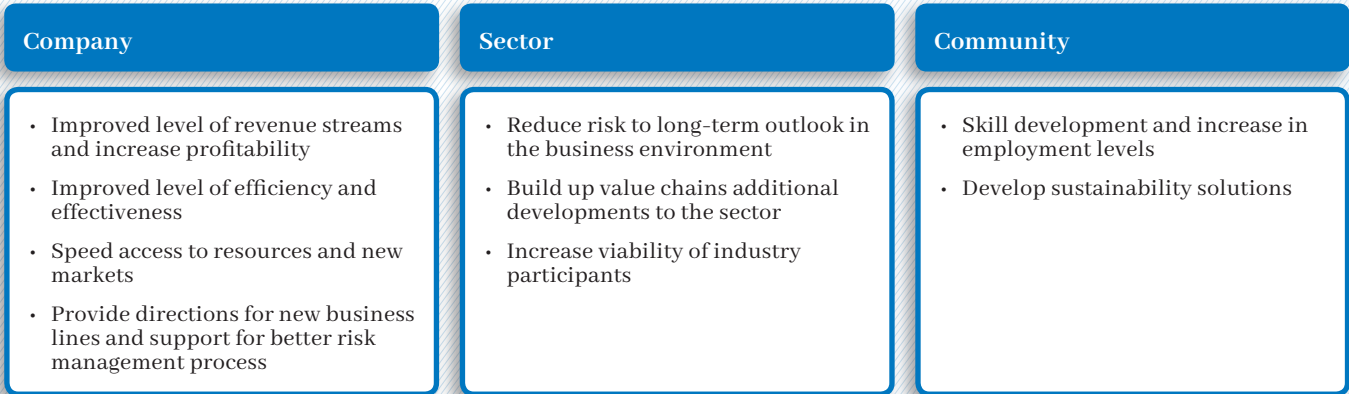 Company
• Improved level of revenue streams
and increase profitability
• Improved level of efficiency and
effectiveness
• Speed access to resources and new
markets
• Provide directions for new business
lines and support for better risk
management process
Sector
• Reduce risk to long-term outlook in
the business environment
• Build up value chains additional
developments to the sector
• Increase viability of industry
participants
Community
• Skill development and increase in
employment levels
• Develop sustainability solutions